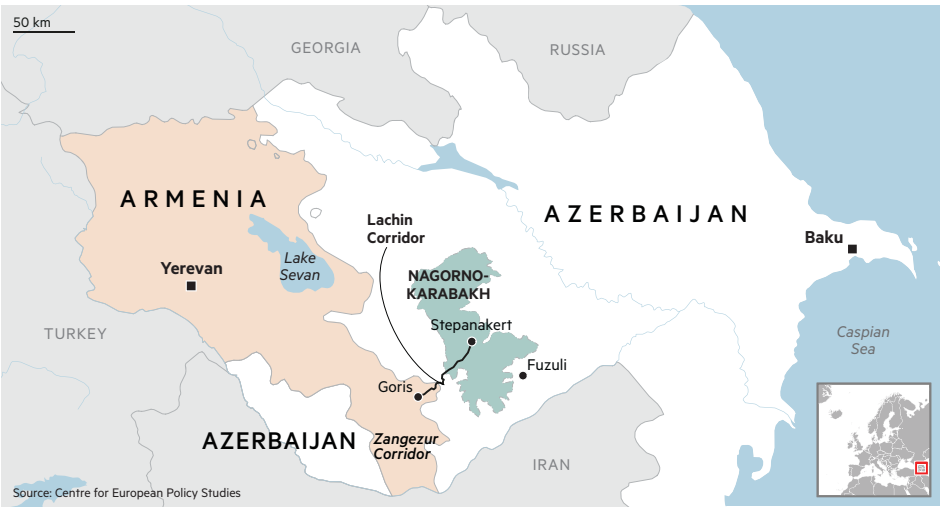 50 km
GEORGIA
RUSSIA
ARMENIA
AZERBAIJAN
Lachin
Corridor
Baku
Lake
Sevan
Yerevan
NAGORNO-
KARABAKH
Stepanakert
TURKEY
Caspian
Sea
Fuzuli
Goris
AZERBAIJAN
Zangezur
Corridor
IRAN
Source: Centre for European Policy Studies